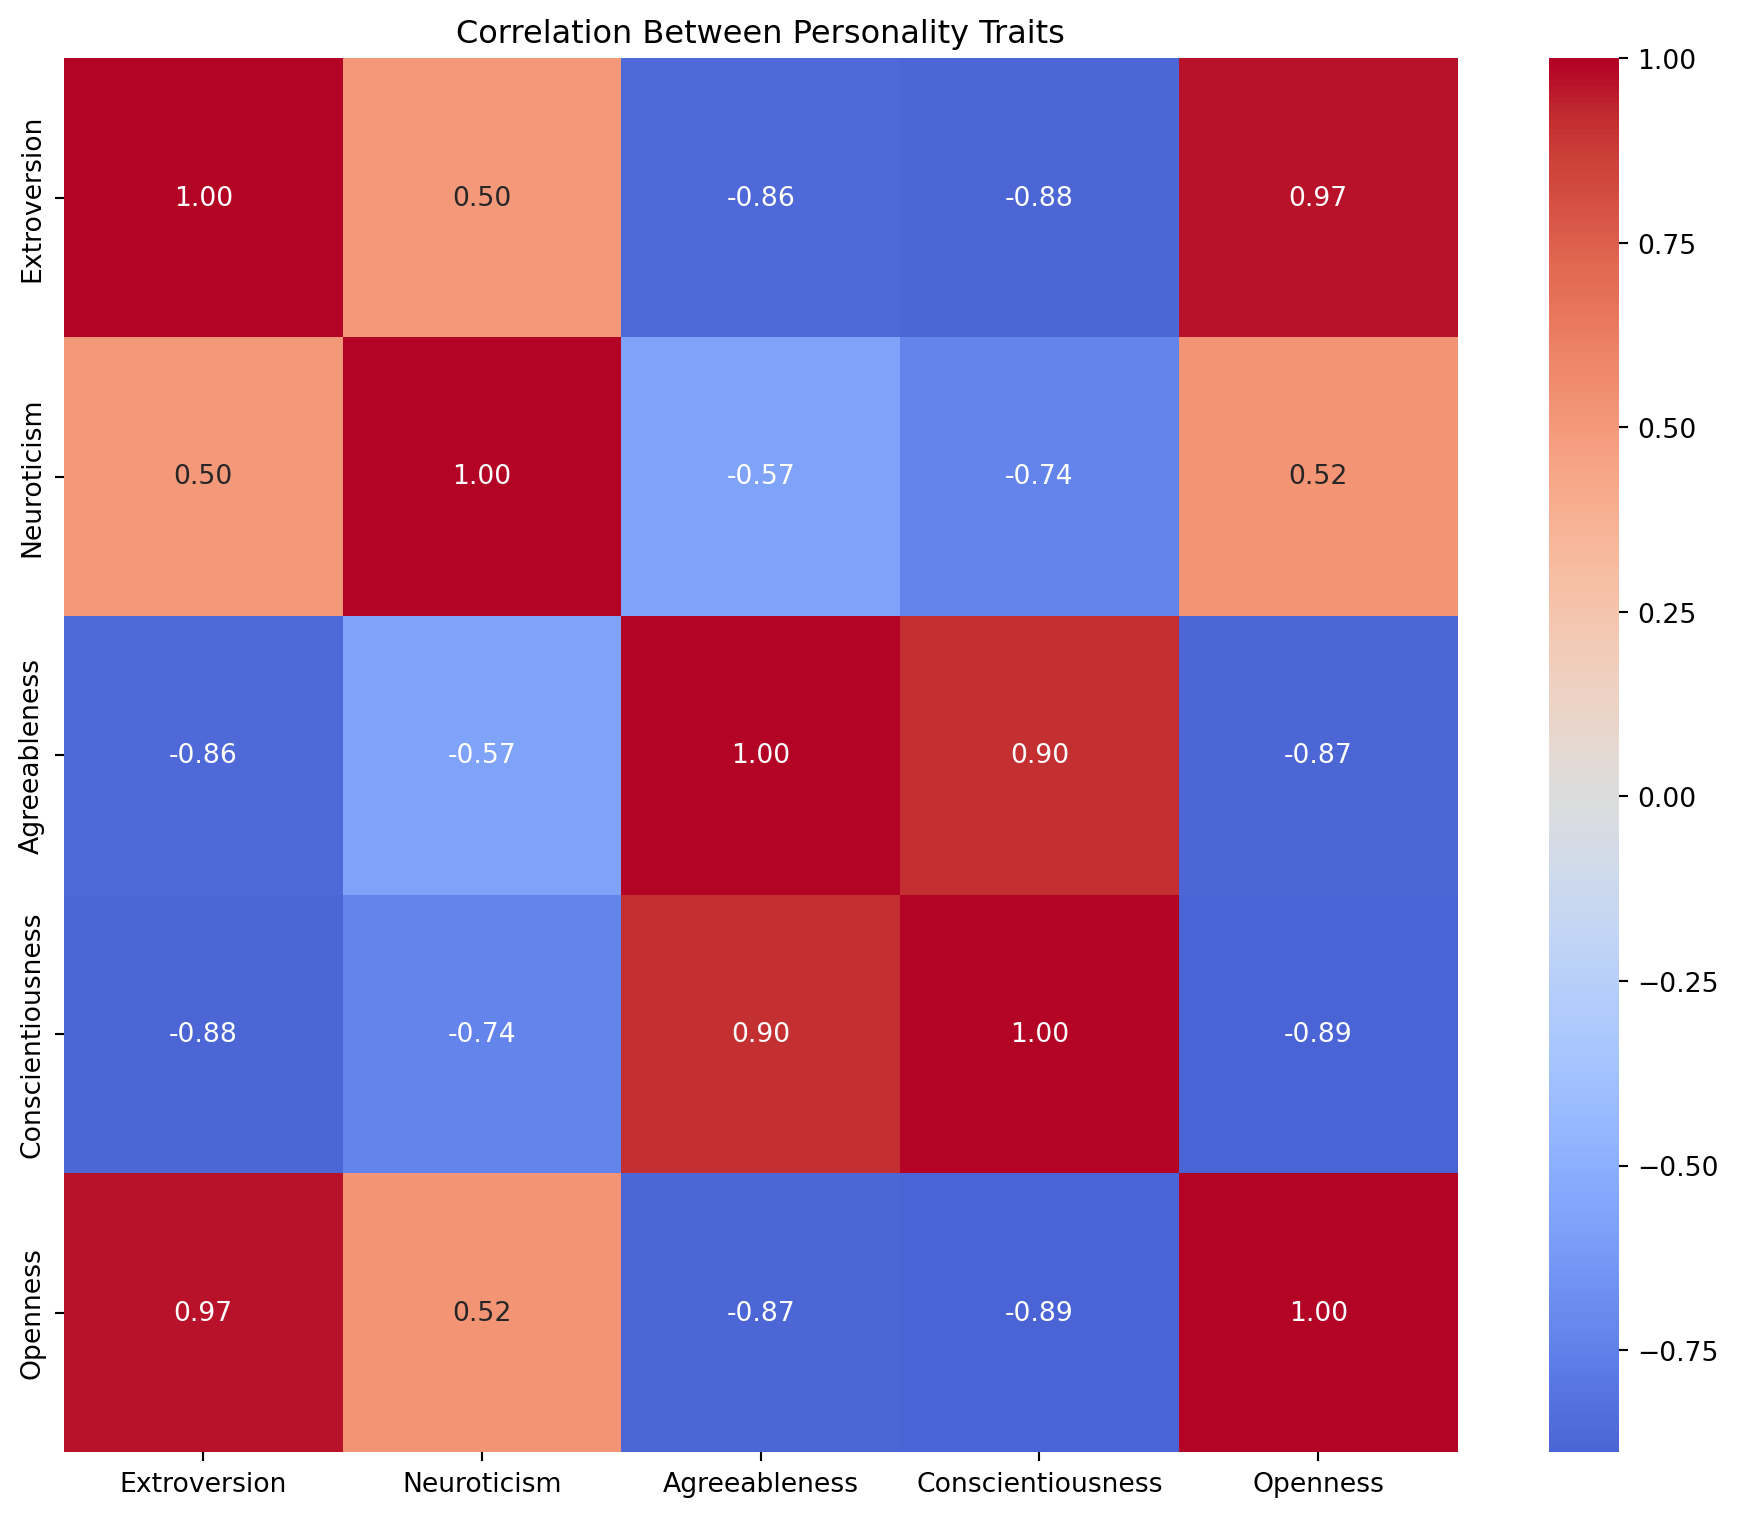 Correlation Between Personality Traits
Extroversion
1.00 0.50 -0.86 -0.88 0.97
Neuroticism
0.50 1.00 -0.57 -0.74 0.52
Agreeableness
-0.86 -0.57 1.00 0.90 -0.87
Conscientiousness
-0.88 -0.74 0.90 1.00 -0.89
Openness
0.97 0.52 -0.87 -0.89 1.00
Extroversion Neuroticism Agreeableness Conscientiousness Openness
1.00
0.75
0.50
0.25
0.00
−0.25
−0.50
−0.75